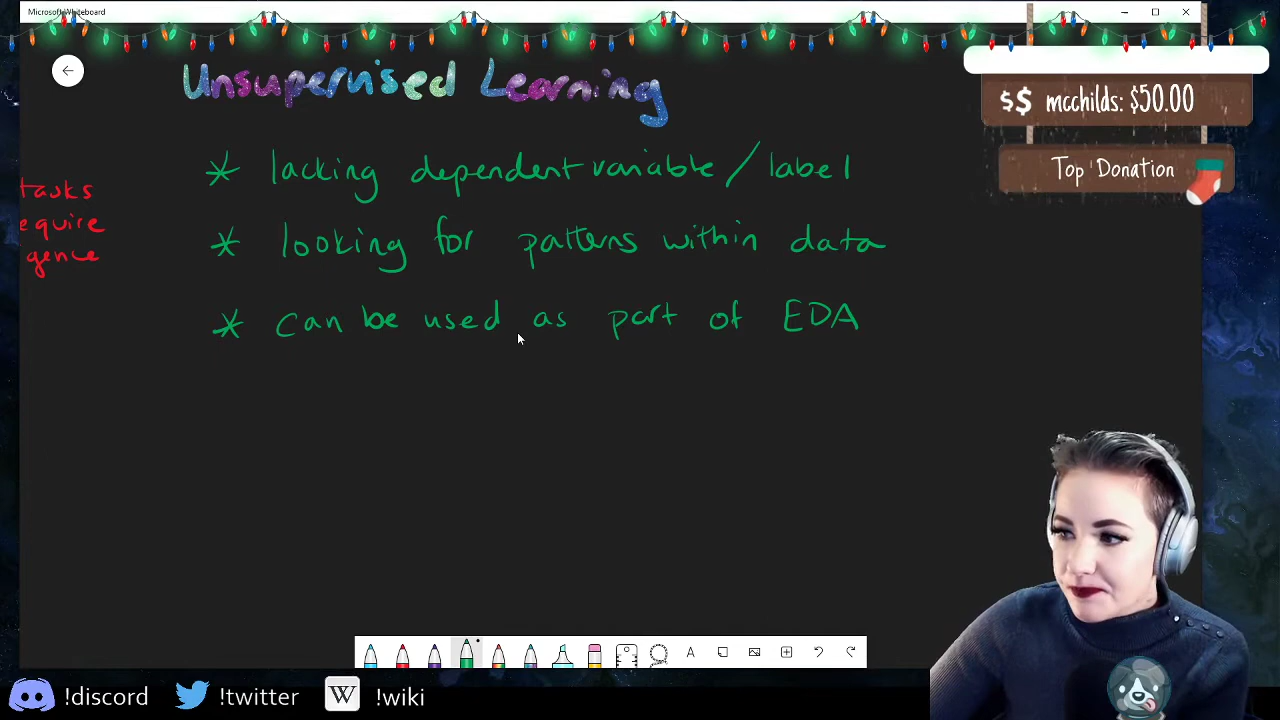 Microsoft Whiteboard
Unsupervised Learning
* lacking dependent variable / label
* looking for patterns within data
* can be used as part of EDA
tasks
equire
gence
$$ mcchilds: $50.00
Top Donation
A
!discord
!twitter
W !wiki